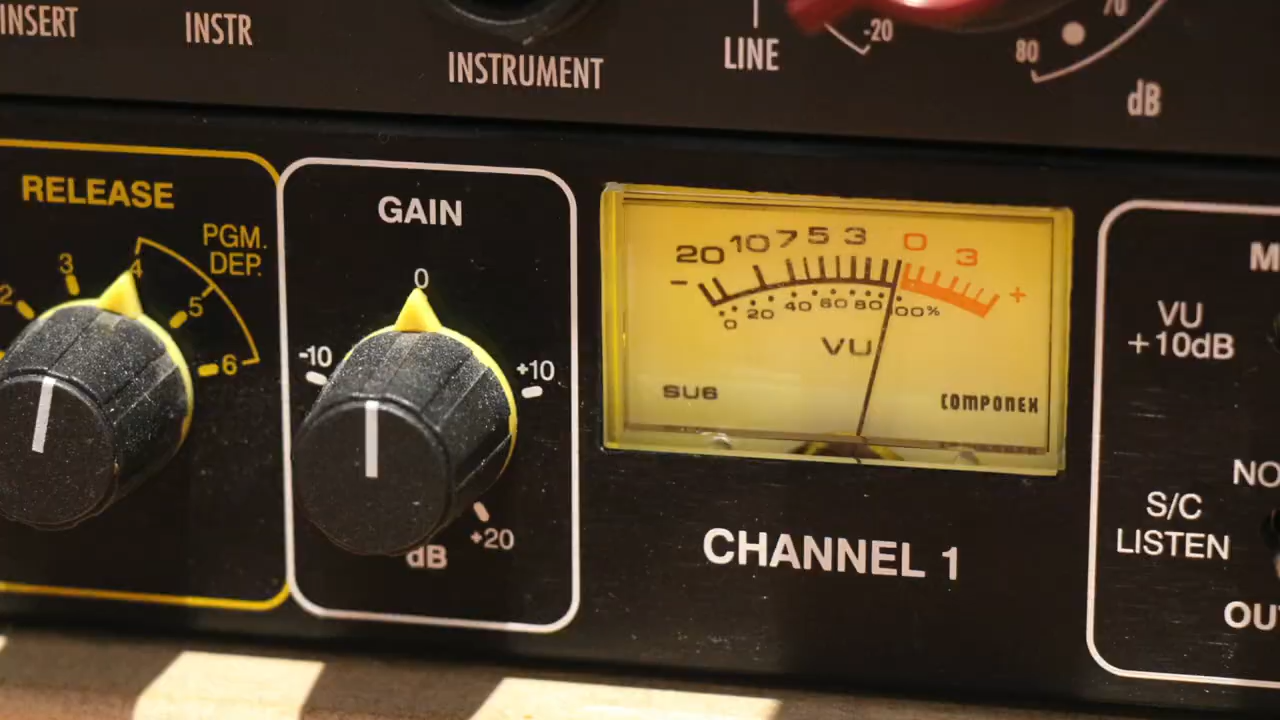 INSERT
INSTR
INSTRUMENT
LINE
-20
70
80
dB
RELEASE
PGM.
DEP.
2
3
4
5
6
GAIN
0
-10
+10
+20
dB
20 10 7 5 3 0 3
- +
0 20 40 60 80 100%
VU
SU6
COMPONEX
CHANNEL 1
VU
+10dB
S/C
LISTEN